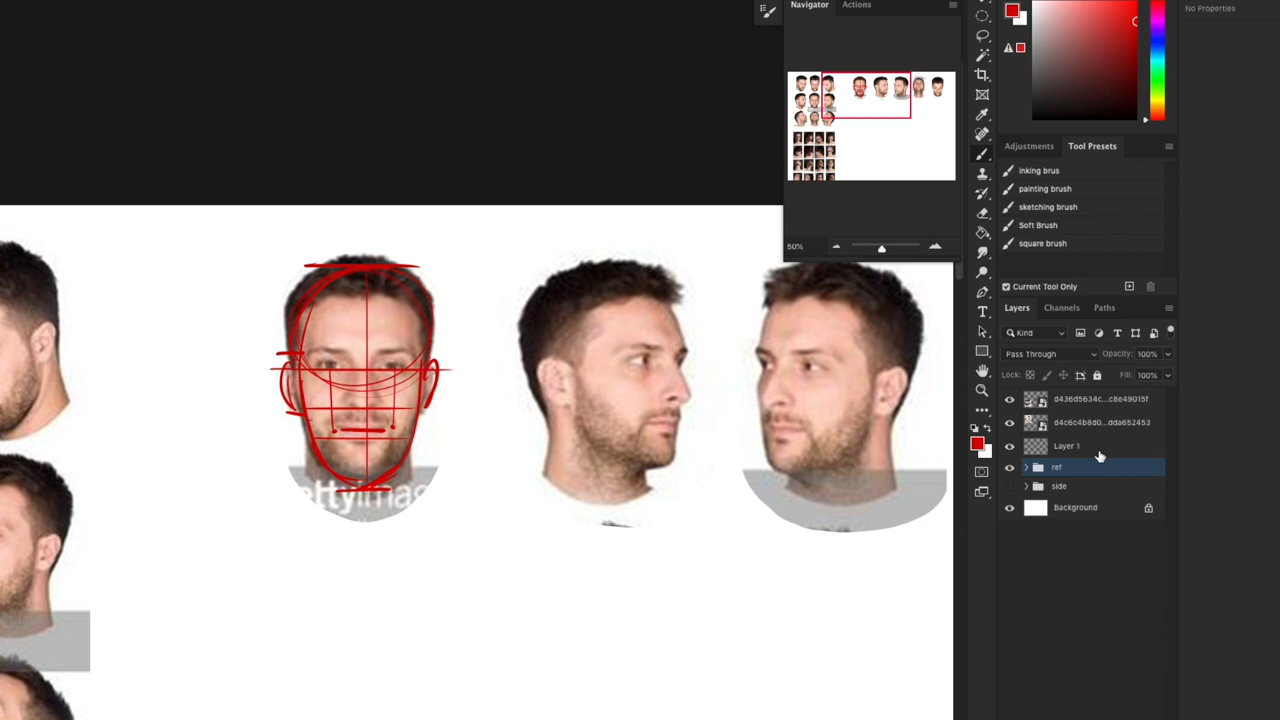 Navigator Actions
No Properties
50%
Adjustments Tool Presets
Inking brus
painting brush
sketching brush
Soft Brush
square brush
Current Tool Only
Layers Channels Paths
Kind
Pass Through Opacity: 100%
Lock: Fill: 100%
d436d5634c...c8e49015f
d4c6c4b8d0...dda652453
Layer 1
ref
side
Background
ettyimag